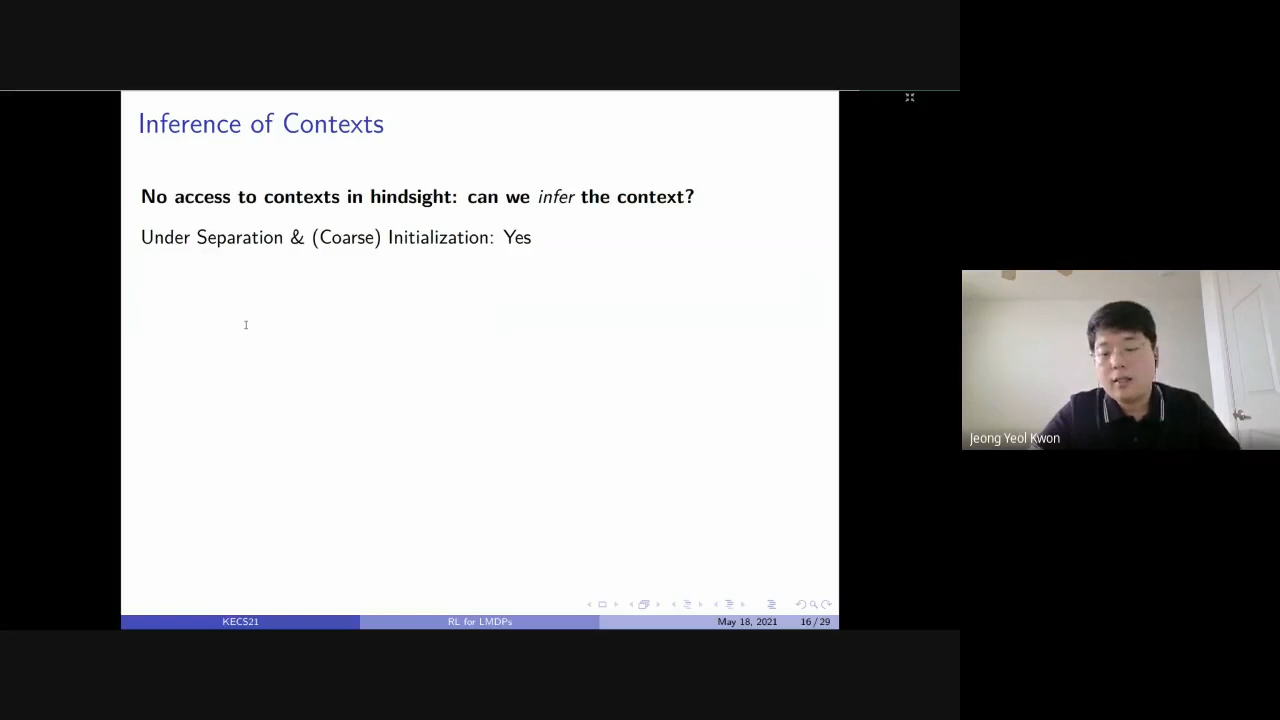 Inference of Contexts
No access to contexts in hindsight: can we infer the context?
Under Separation & (Coarse) Initialization: Yes
Jeong Yeol Kwon
KECS21 RL for LMDPs May 18, 2021 16 / 29